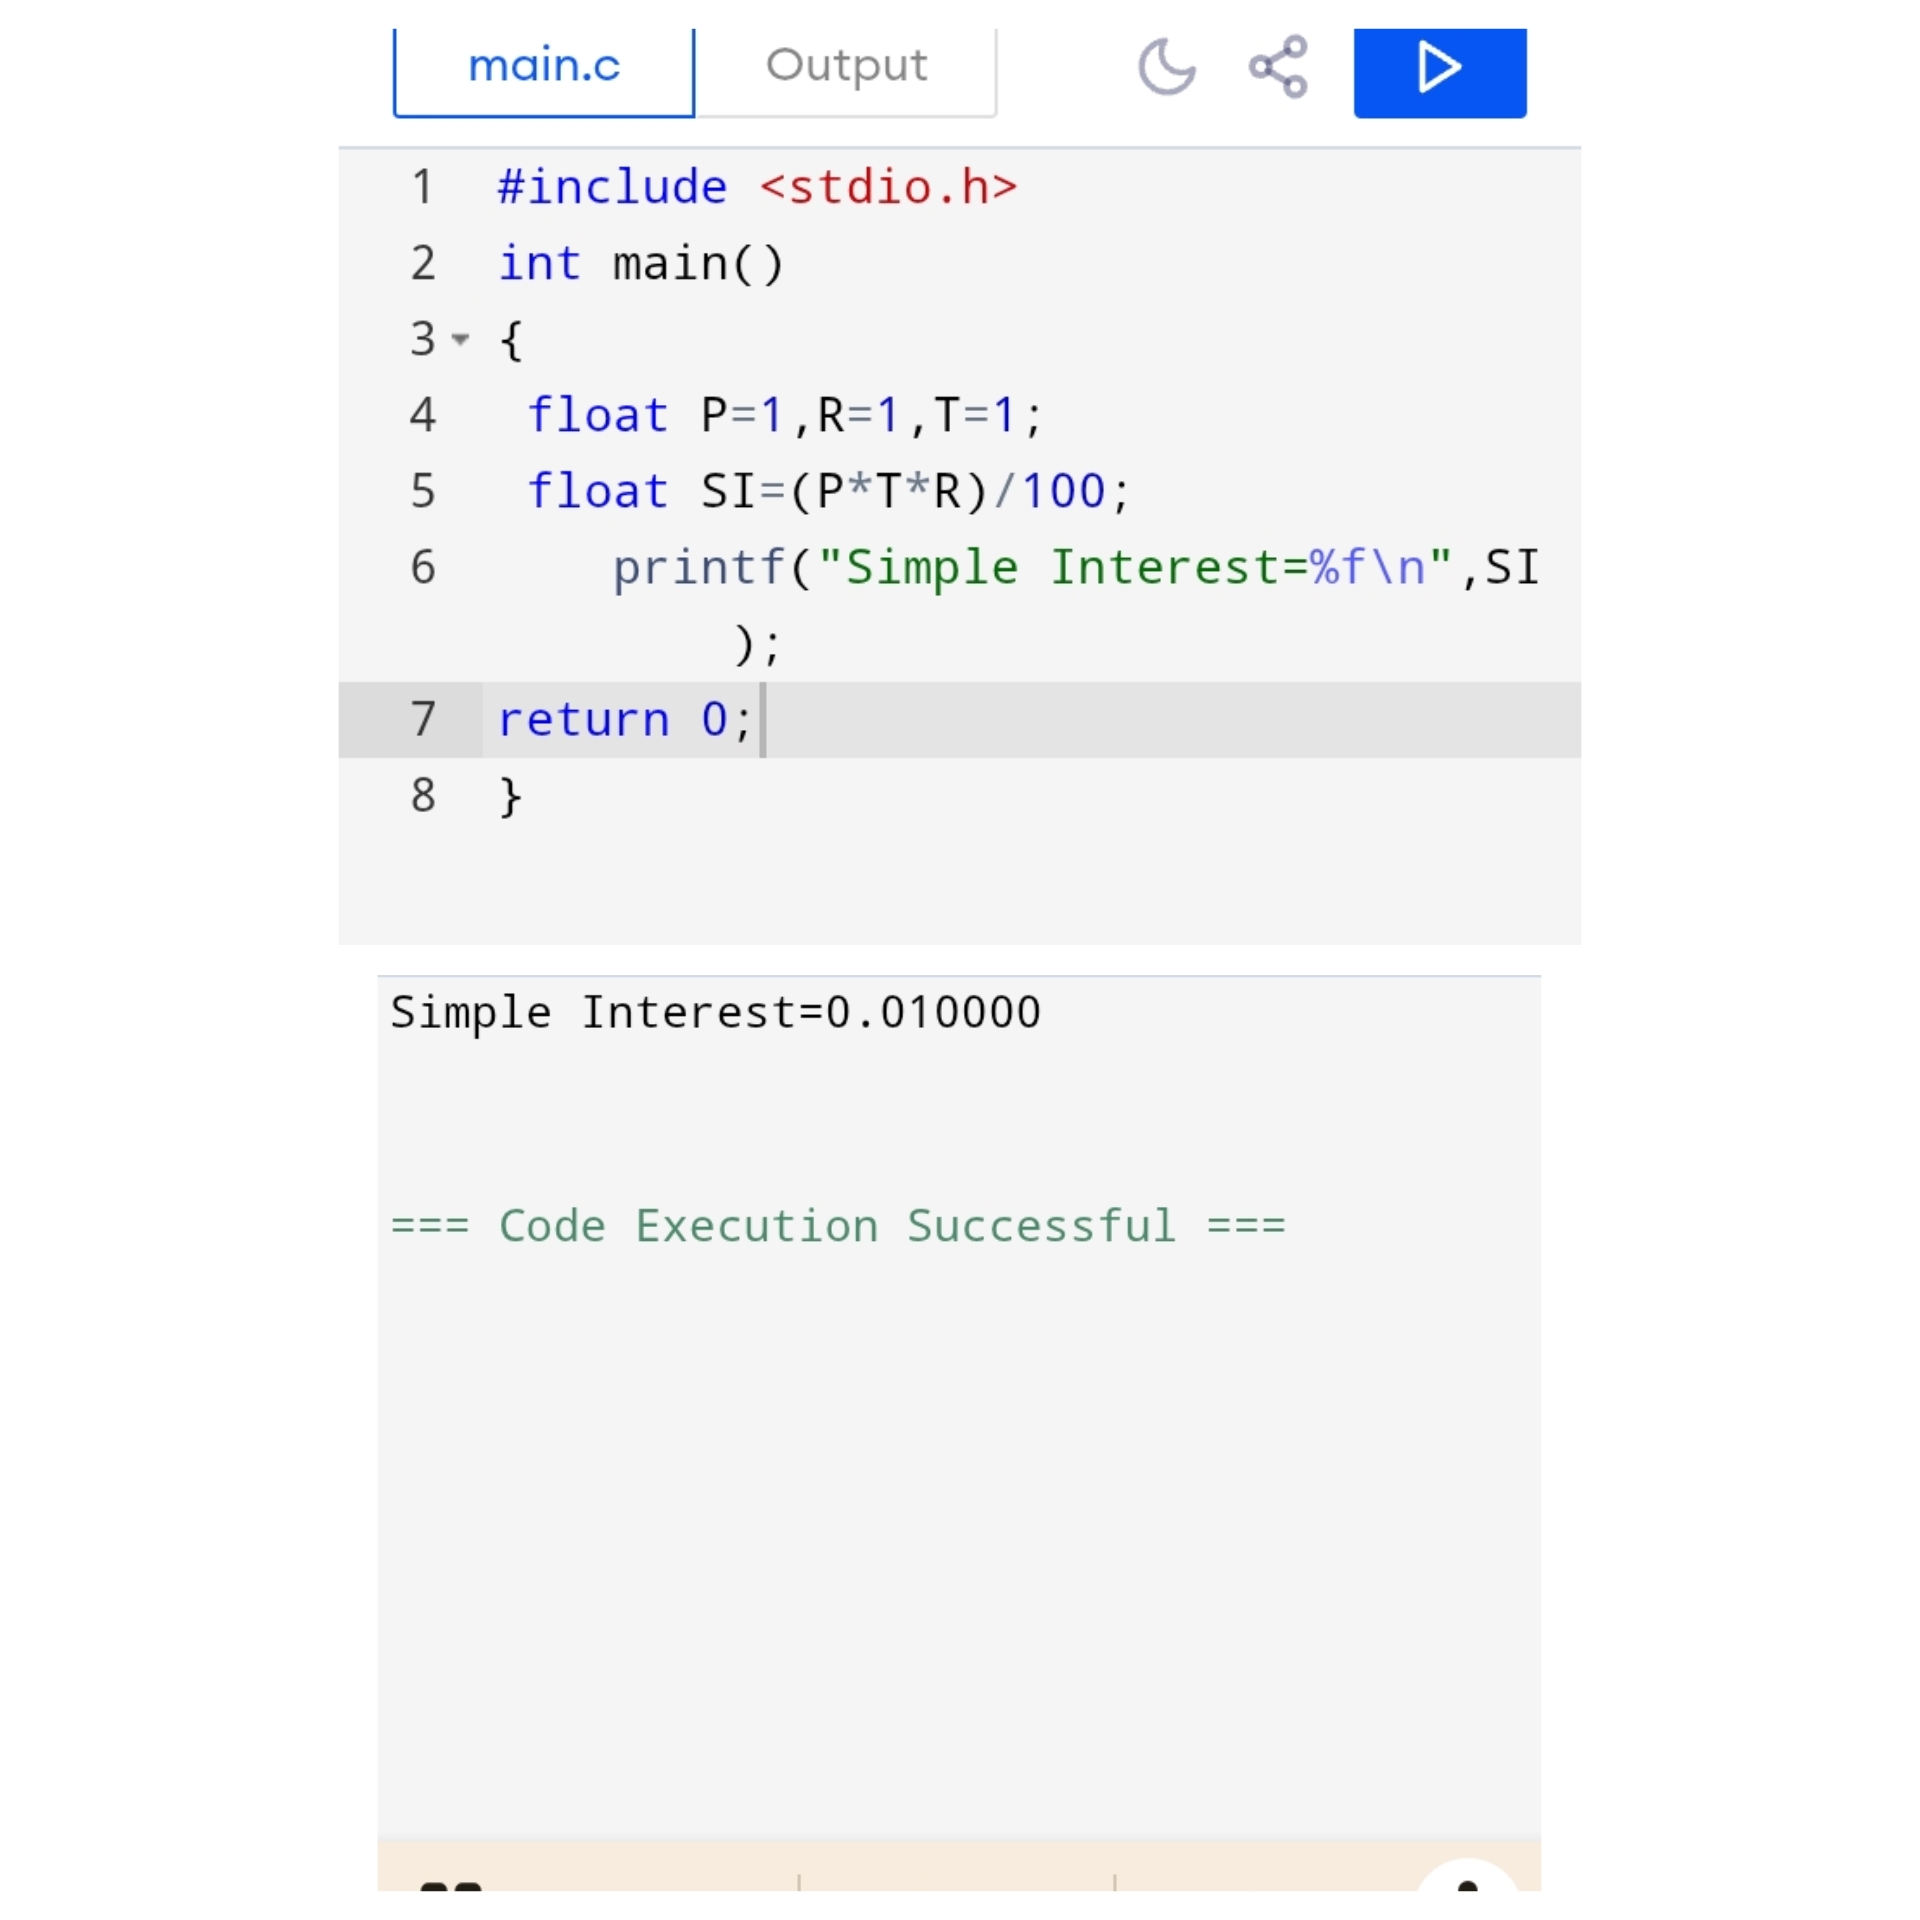 main.c Output
1 #include <stdio.h>
2 int main()
3 {
4 float P=1,R=1,T=1;
5 float SI=(P*T*R)/100;
6 printf("Simple Interest=%f\n",SI
);
7 return 0;
8 }
Simple Interest=0.010000
=== Code Execution Successful ===